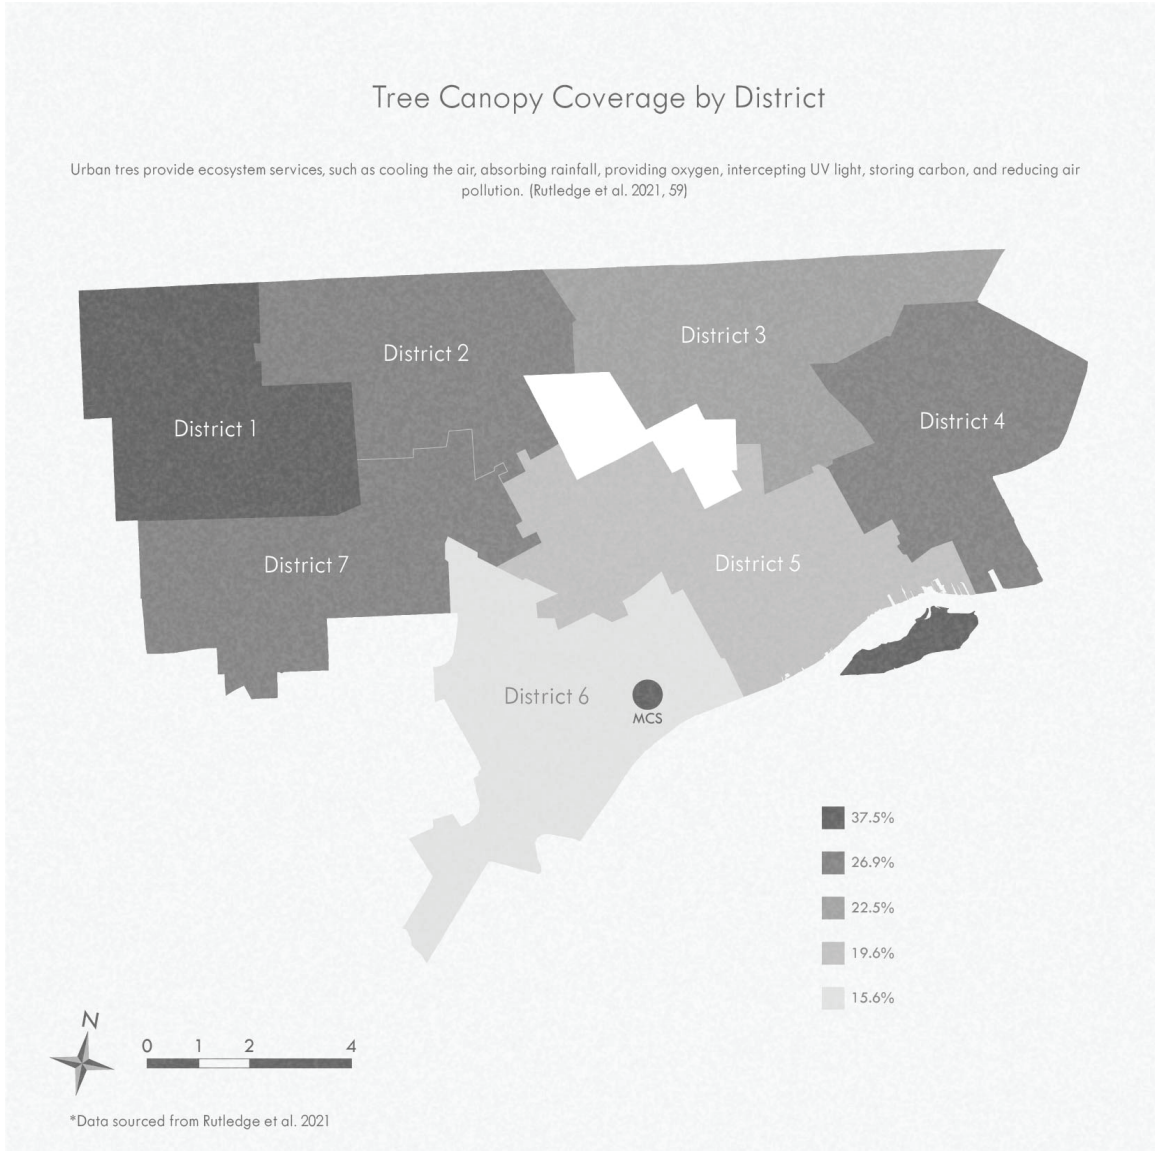 Tree Canopy Coverage by District
Urban tres provide ecosystem services, such as cooling the air, absorbing rainfall, providing oxygen, intercepting UV light, storing carbon, and reducing air
pollution. (Rutledge et al. 2021, 59)
District 3
District 2
District 4
District 1
District 5
District 7
District 6
MCS
37.5%
26.9%
22.5%
19.6%
15.6%
N
0 1 2 4
*Data sourced from Rutledge et al. 2021